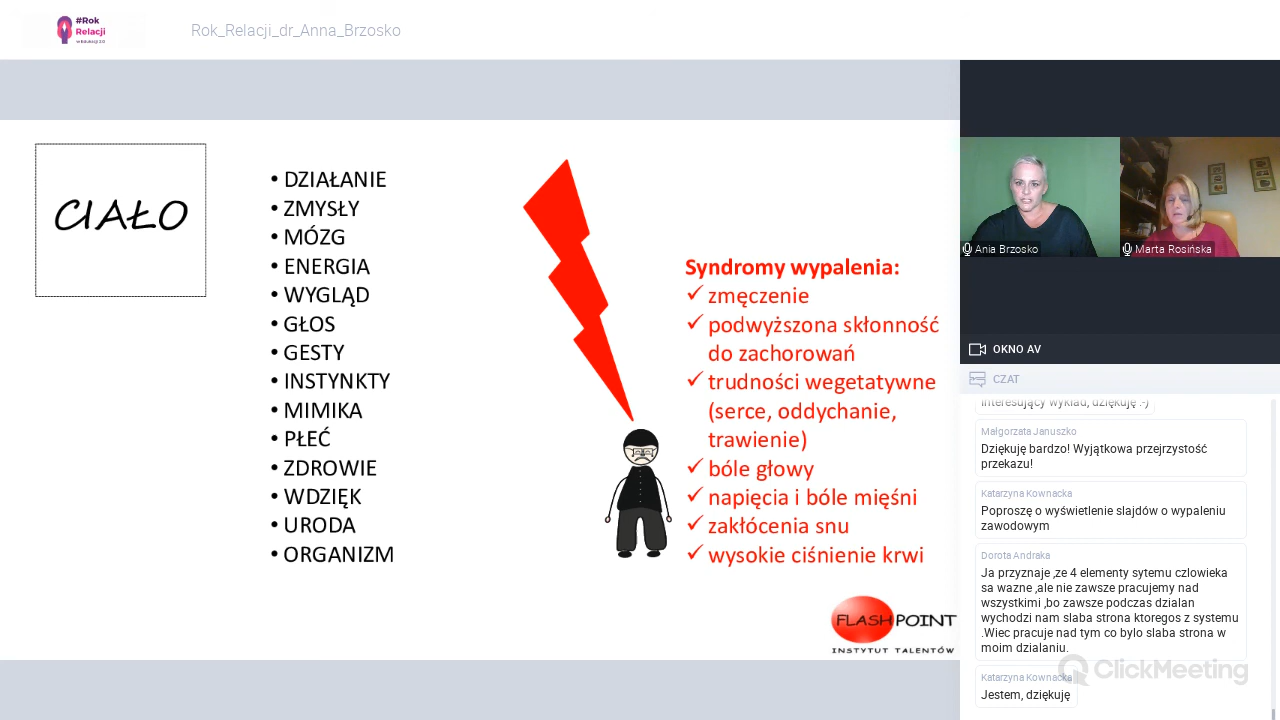 #Rok
Relacji
w Edukacji 2.0
Rok_Relacji_dr_Anna_Brzosko
CIAŁO
• DZIAŁANIE
• ZMYSŁY
• MÓZG
• ENERGIA
• WYGLĄD
• GŁOS
• GESTY
• INSTYNKTY
• MIMIKA
• PŁEĆ
• ZDROWIE
• WDZIĘK
• URODA
• ORGANIZM
Syndromy wypalenia:
✓ zmęczenie
✓ podwyższona skłonność
do zachorowań
✓ trudności wegetatywne
(serce, oddychanie,
trawienie)
✓ bóle głowy
✓ napięcia i bóle mięśni
✓ zakłócenia snu
✓ wysokie ciśnienie krwi
FLASHPOINT
INSTYTUT TALENTÓW
Ania Brzosko
Marta Rosińska
OKNO AV
CZAT
interesujący wykład, dziękuję :-)
Małgorzata Januszko
Dziękuję bardzo! Wyjątkowa przejrzystość
przekazu!
Katarzyna Kownacka
Poproszę o wyświetlenie slajdów o wypaleniu
zawodowym
Dorota Andraka
Ja przyznaje ,ze 4 elementy sytemu czlowieka
sa wazne ,ale nie zawsze pracujemy nad
wszystkimi ,bo zawsze podczas dzialan
wychodzi nam slaba strona ktoregos z systemu
.Wiec pracuje nad tym co bylo slaba strona w
moim dzialaniu.
Katarzyna Kownacka
Jestem, dziękuję
ClickMeeting